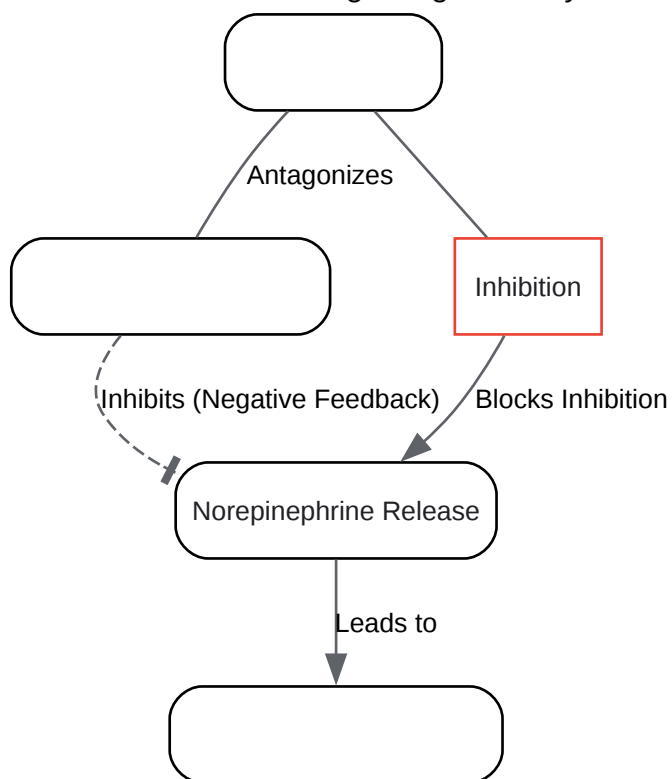 Antagonizes
Inhibition
Inhibits (Negative Feedback)
Blocks Inhibition
Norepinephrine Release
Leads to